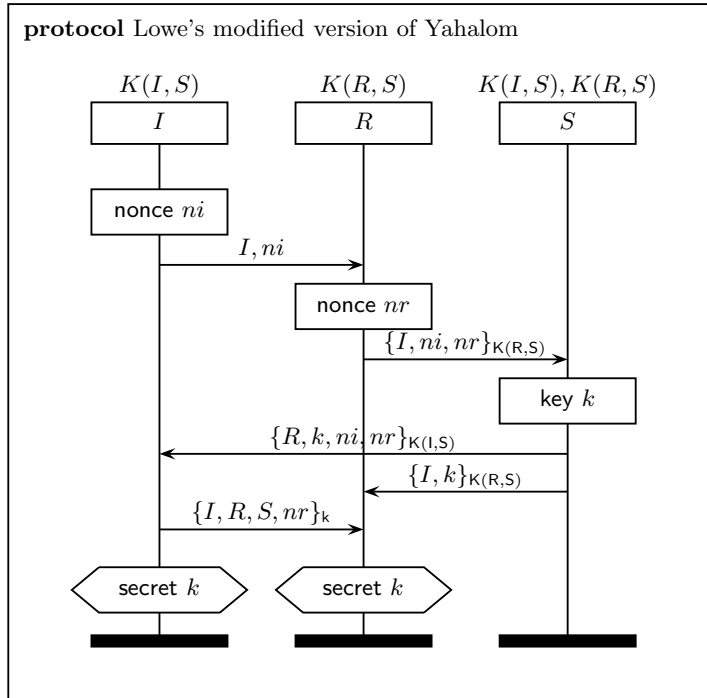 protocol Lowe's modified version of Yahalom
K(I, S) K(R, S) K(I, S), K(R, S)
I R S
nonce ni
I, ni
nonce nr
{I, ni, nr}K(R,S)
key k
{R, k, ni, nr}K(I,S)
{I, k}K(R,S)
{I, R, S, nr}k
secret k secret k